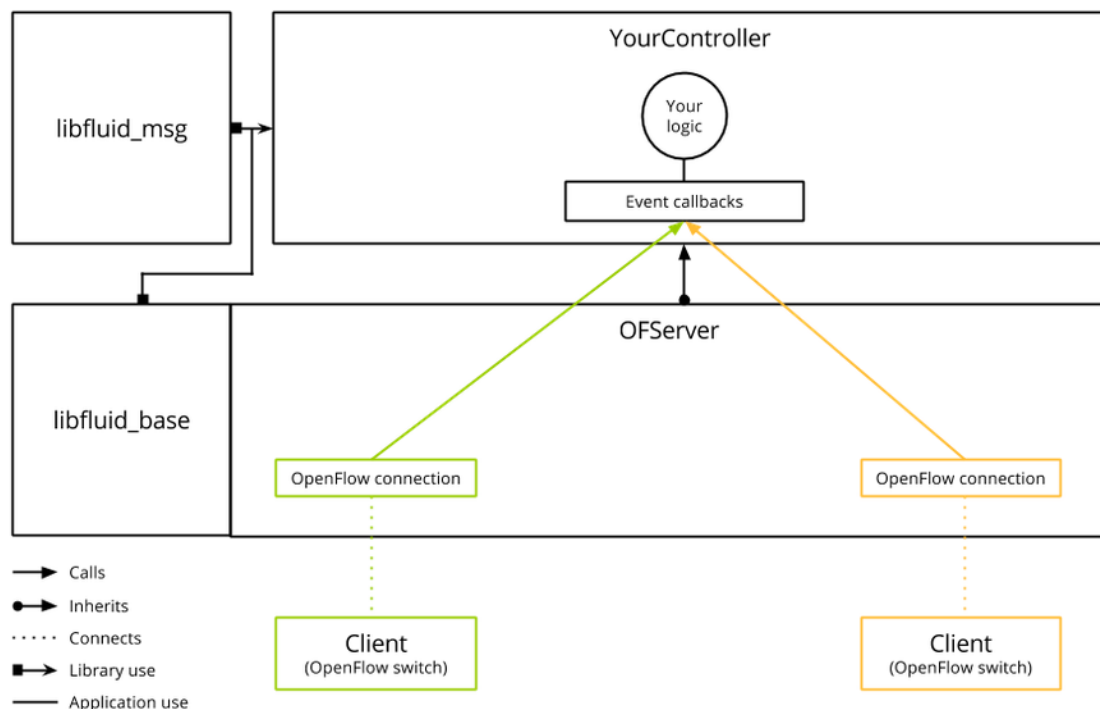 YourController
libfluid_msg
Your
logic
Event callbacks
OFServer
libfluid_base
OpenFlow connection
OpenFlow connection
Calls
Inherits
Connects
Library use
Application use
Client
(OpenFlow switch)
Client
(OpenFlow switch)